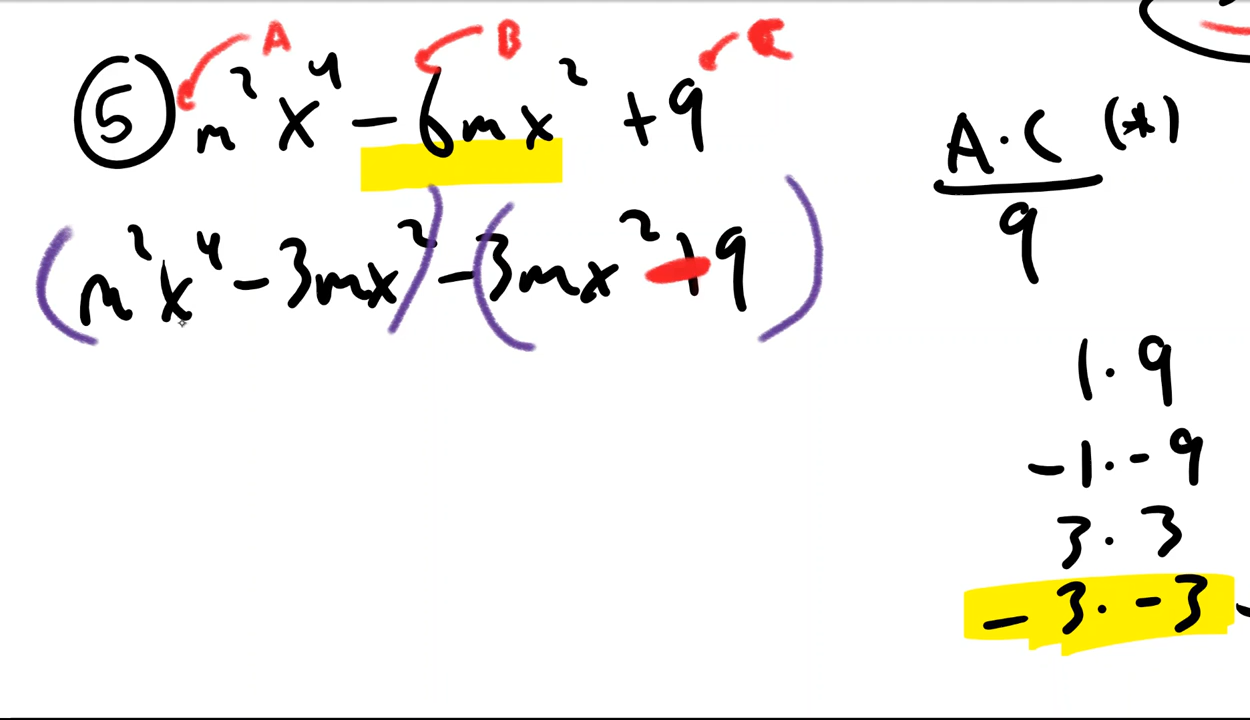 A B C
⑤ m²x⁴ - 6mx² + 9
(m²x⁴ - 3mx²) - (3mx² - 9)
A·C (*)
9
1·9
-1·-9
3·3
-3·-3